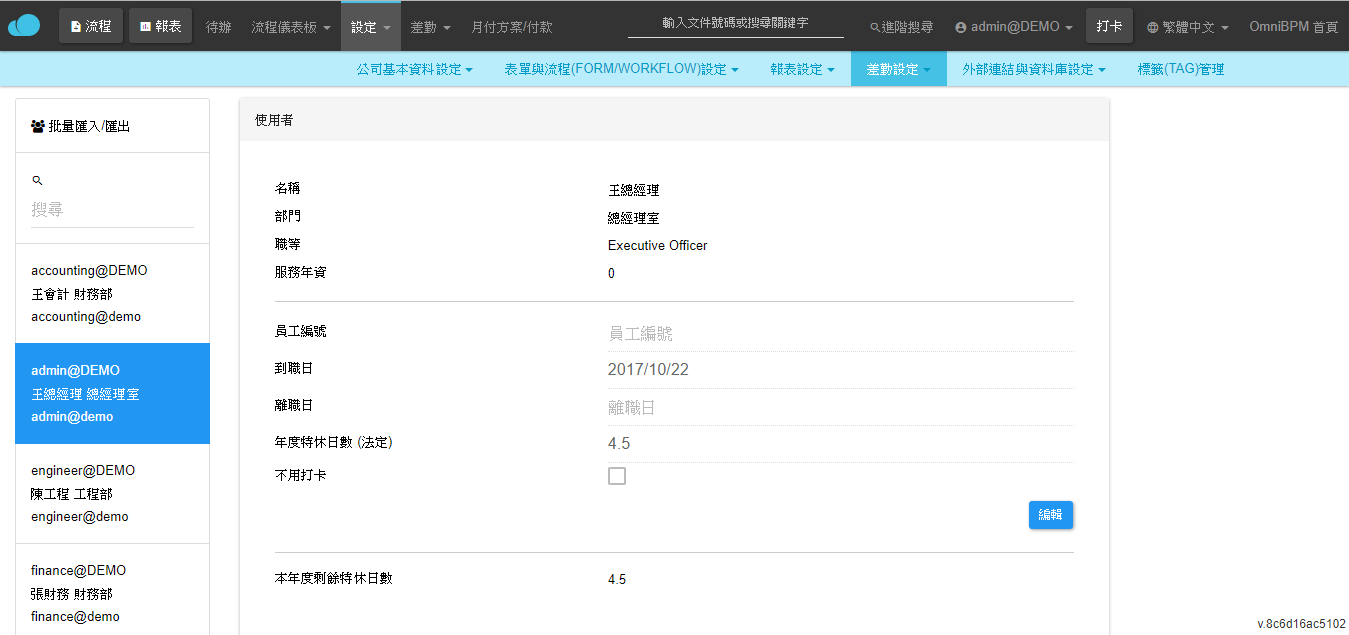 流程 報表 待辦 流程儀表板 設定 差勤 月付方案/付款 輸入文件號碼或搜尋關鍵字 進階搜尋 admin@DEMO 打卡 繁體中文 OmniBPM 首頁
公司基本資料設定 表單與流程(FORM/WORKFLOW)設定 報表設定 差勤設定 外部連結與資料庫設定 標籤(TAG)管理
批量匯入/匯出
搜尋
accounting@DEMO
王會計 財務部
accounting@demo
admin@DEMO
王總經理 總經理室
admin@demo
engineer@DEMO
陳工程 工程部
engineer@demo
finance@DEMO
張財務 財務部
finance@demo
使用者
名稱 王總經理
部門 總經理室
職等 Executive Officer
服務年資 0
員工編號 員工編號
到職日 2017/10/22
離職日 離職日
年度特休日數 (法定) 4.5
不用打卡
編輯
本年度剩餘特休日數 4.5
v.8c6d16ac5102